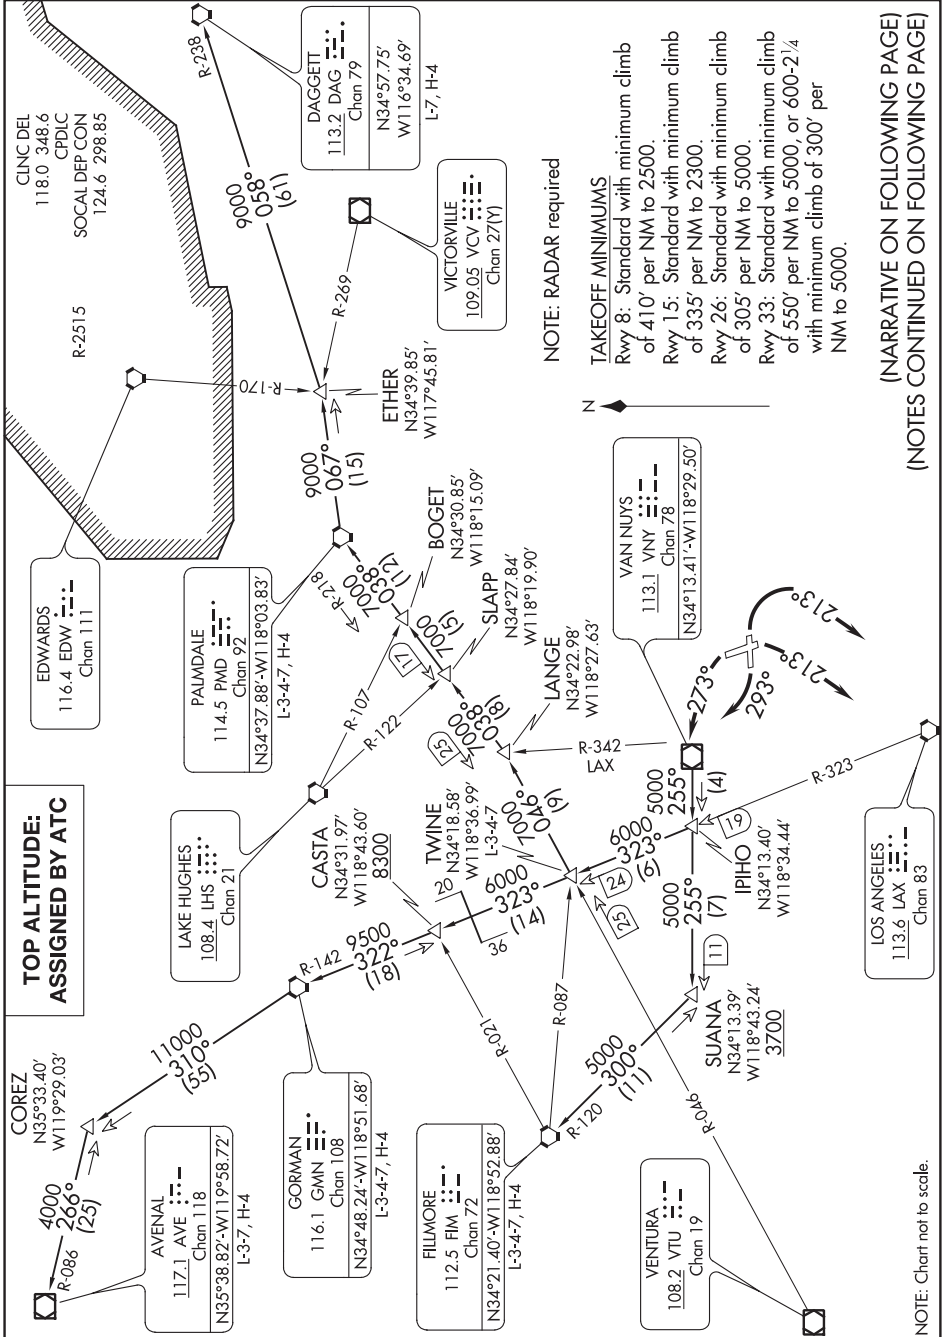 TOP ALTITUDE:
ASSIGNED BY ATC
CLNC DEL
118.0 348.6
CPDLC
SOCAL DEP CON
124.6 298.85
R-2515
COREZ
N35°33.40'
W119°29.03'
4000
266°
(25)
R-086
AVENAL
117.1 AVE
Chan 118
N35°38.82'-W119°58.72'
L-3-7, H-4
11000
310°
(55)
GORMAN
116.1 GMN
Chan 108
N34°48.24'-W118°51.68'
L-3-4-7, H-4
R-142
9500
322°
(18)
LAKE HUGHES
108.4 LHS
Chan 21
R-107
R-122
EDWARDS
116.4 EDW
Chan 111
R-170
PALMDALE
114.5 PMD
Chan 92
N34°37.88'-W118°03.83'
L-3-4-7, H-4
R-218
9000
067°
(15)
9000
058°
(61)
R-238
DAGGETT
113.2 DAG
Chan 79
N34°57.75'
W116°34.69'
L-7, H-4
VICTORVILLE
109.05 VCV
Chan 27(Y)
R-269
ETHER
N34°39.85'
W117°45.81'
7000
038°
(12)
BOGET
N34°30.85'
W118°15.09'
7000
(5)
17
SLAPP
N34°27.84'
W118°19.90'
7000
038°
(8)
25
LANGE
N34°22.98'
W118°27.63'
R-342
LAX
7000
046°
(9)
CASTA
N34°31.97'
W118°43.60'
8300
20
36
6000
323°
(14)
TWINE
N34°18.58'
W118°36.99'
L-3-4-7
24
25
6000
323°
(6)
R-021
R-087
R-046
FILLMORE
112.5 FIM
Chan 72
N34°21.40'-W118°52.88'
L-3-4-7, H-4
R-120
5000
300°
(11)
SUANA
N34°13.39'
W118°43.24'
3700
11
5000
255°
(7)
IPIHO
N34°13.40'
W118°34.44'
19
5000
255°
(4)
VAN NUYS
113.1 VNY
Chan 78
N34°13.41'-W118°29.50'
273°
293°
213°
213°
R-323
LOS ANGELES
113.6 LAX
Chan 83
VENTURA
108.2 VTU
Chan 19
N
NOTE: RADAR required
TAKEOFF MINIMUMS
Rwy 8: Standard with minimum climb
of 410' per NM to 2500.
Rwy 15: Standard with minimum climb
of 335' per NM to 2300.
Rwy 26: Standard with minimum climb
of 305' per NM to 5000.
Rwy 33: Standard with minimum climb
of 550' per NM to 5000, or 600-2¼
with minimum climb of 300' per
NM to 5000.
(NARRATIVE ON FOLLOWING PAGE)
(NOTES CONTINUED ON FOLLOWING PAGE)
NOTE: Chart not to scale.